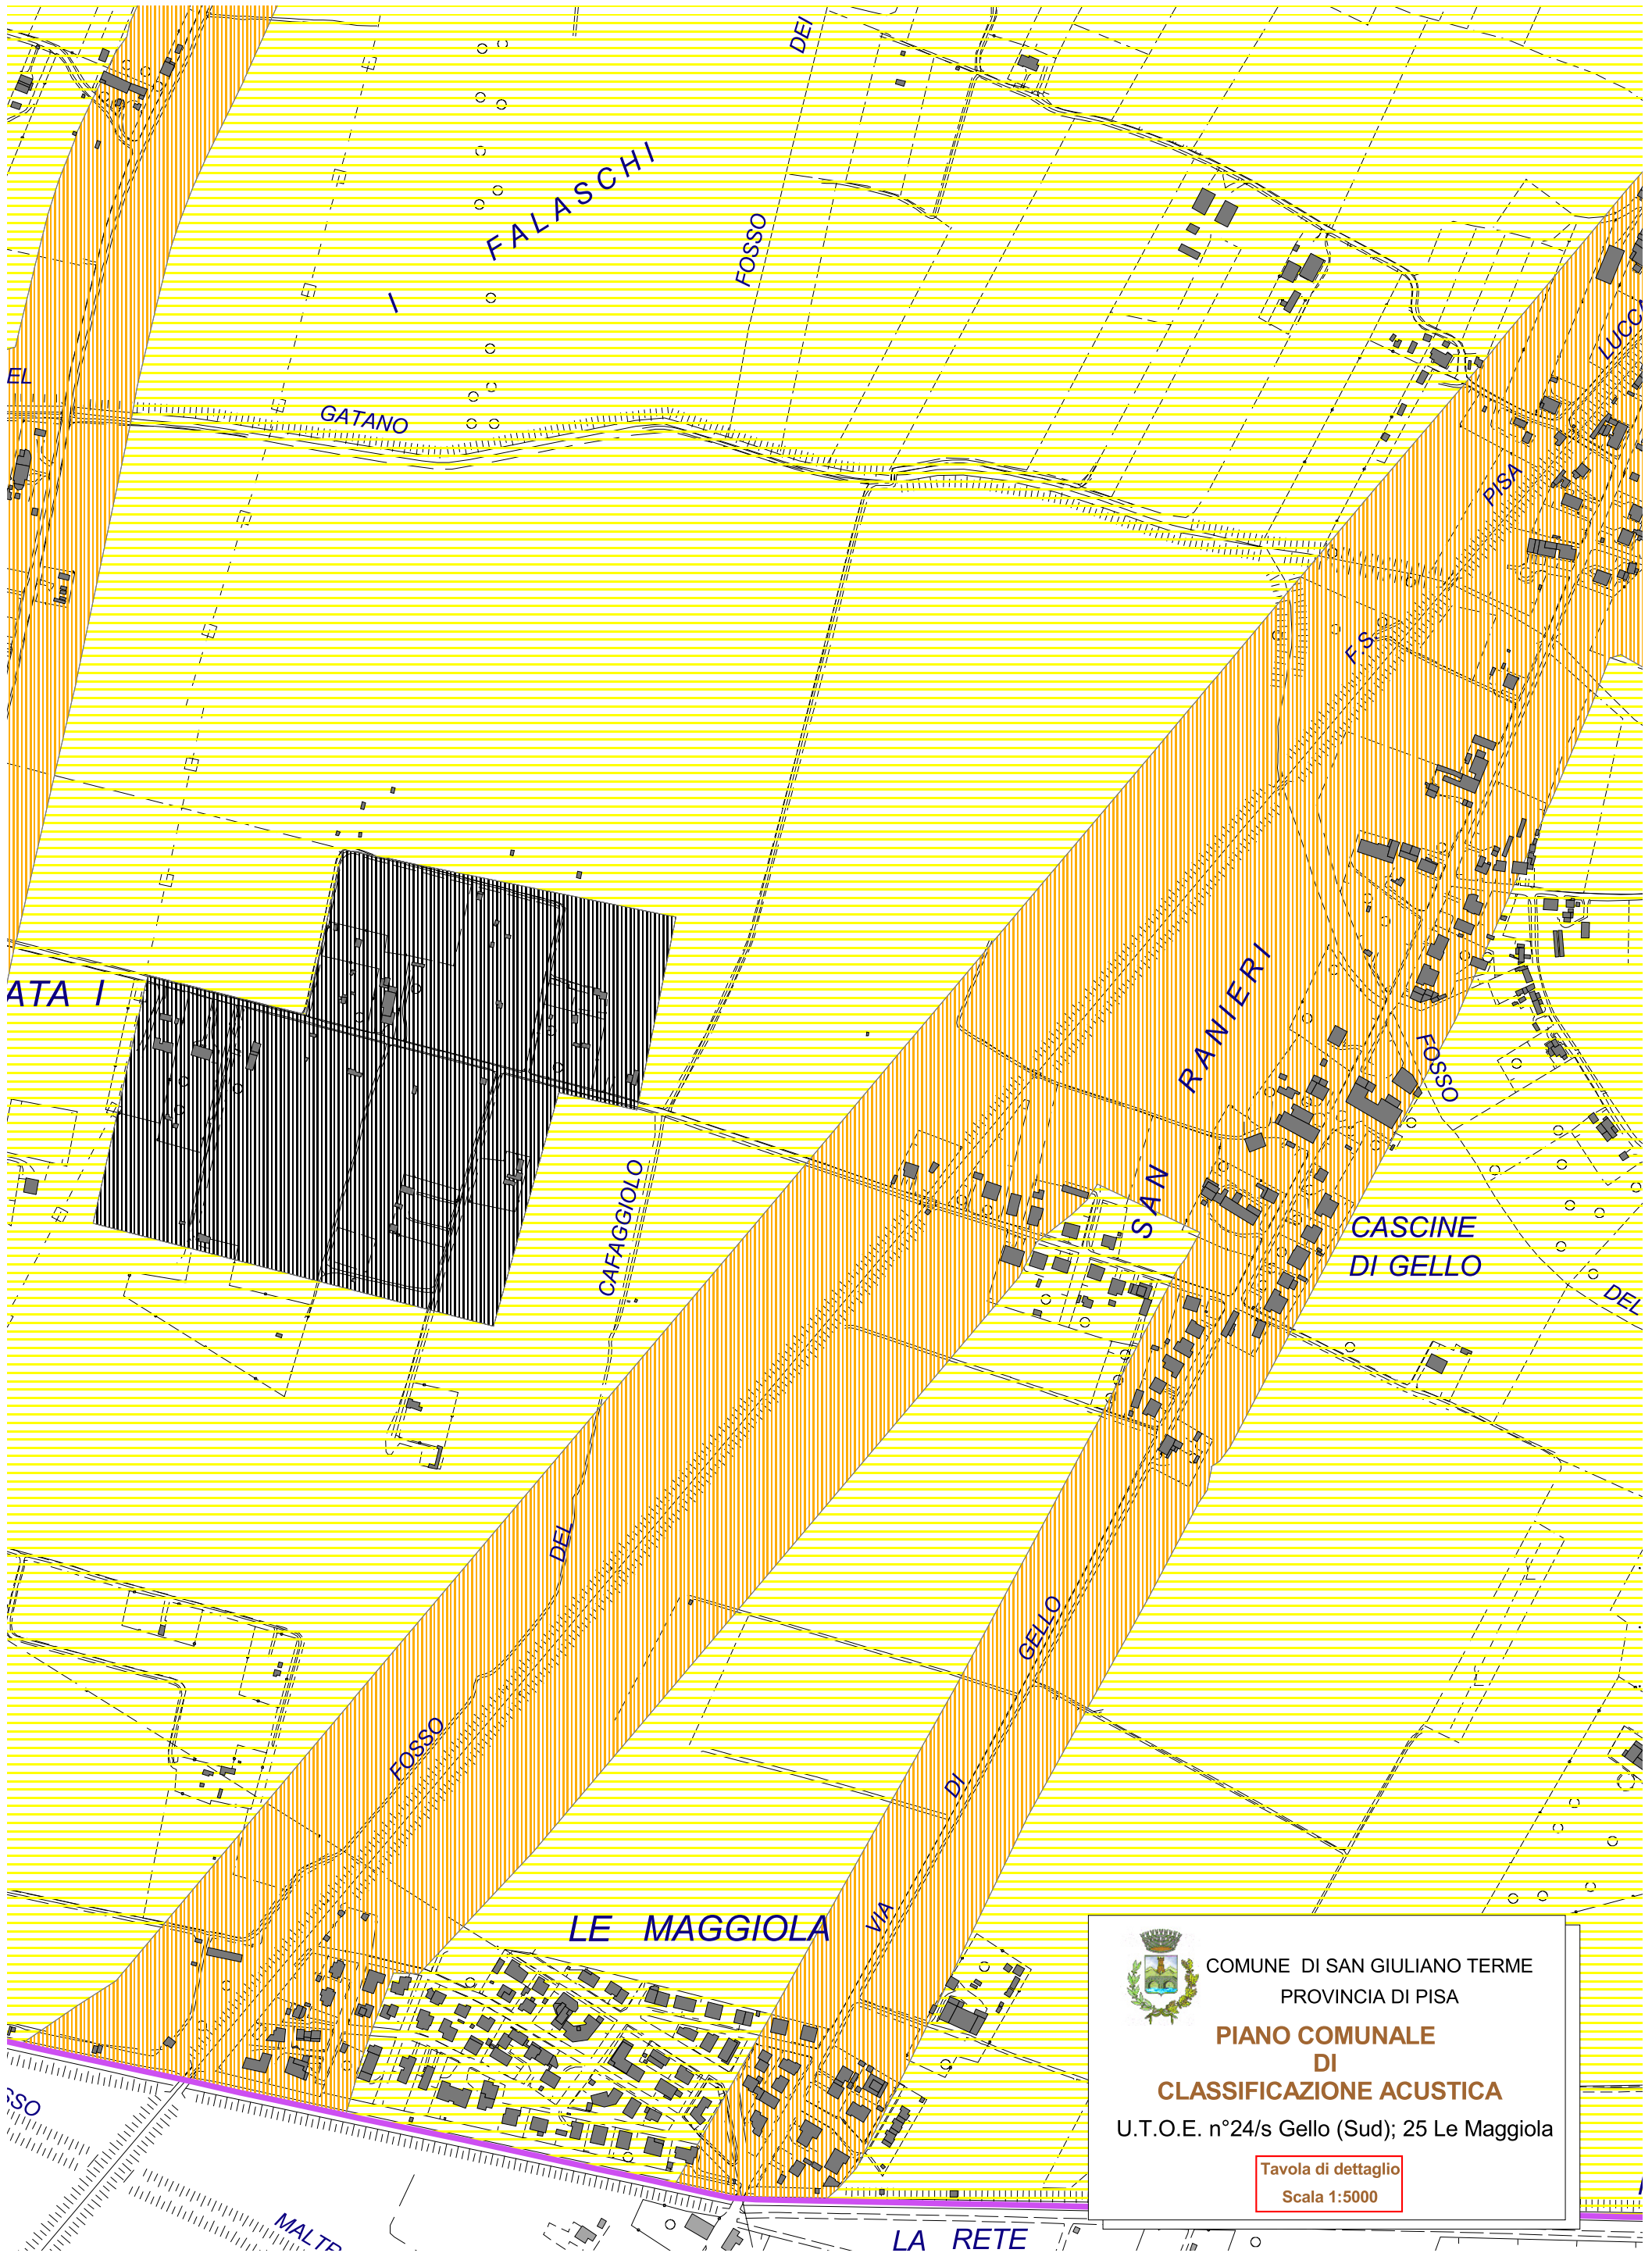 DEI
FALASCHI
FOSSO
I
EL
GATANO
PISA
F.S.
ATA I
RANIERI
SAN
FOSSO
CAFAGGIOLO
CASCINE
DI GELLO
DEL
DEL
GELLO
FOSSO
DI
VIA
LE MAGGIOLA
COMUNE DI SAN GIULIANO TERME
PROVINCIA DI PISA
PIANO COMUNALE
DI
CLASSIFICAZIONE ACUSTICA
U.T.O.E. n°24/s Gello (Sud); 25 Le Maggiola
Tavola di dettaglio
Scala 1:5000
SSO
LA RETE